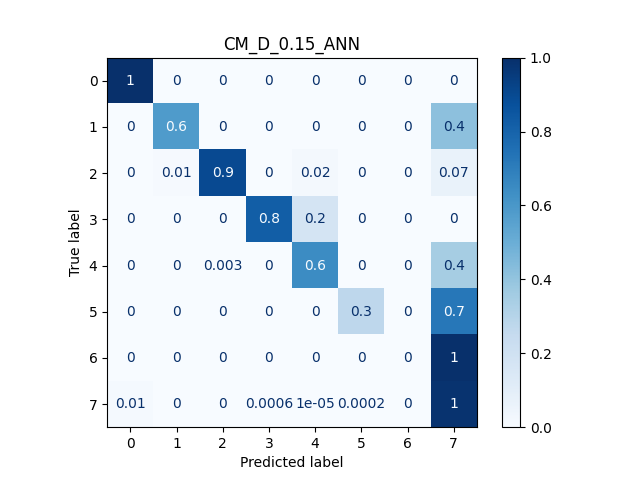 CM_D_0.15_ANN
0 1 0 0 0 0 0 0 0
1 0 0.6 0 0 0 0 0 0.4
2 0 0.01 0.9 0 0.02 0 0 0.07
3 0 0 0 0.8 0.2 0 0 0
4 0 0 0.003 0 0.6 0 0 0.4
5 0 0 0 0 0 0.3 0 0.7
6 0 0 0 0 0 0 0 1
7 0.01 0 0 0.0006 1e-05 0.0002 0 1
0 1 2 3 4 5 6 7
Predicted label
True label
1.0
0.8
0.6
0.4
0.2
0.0